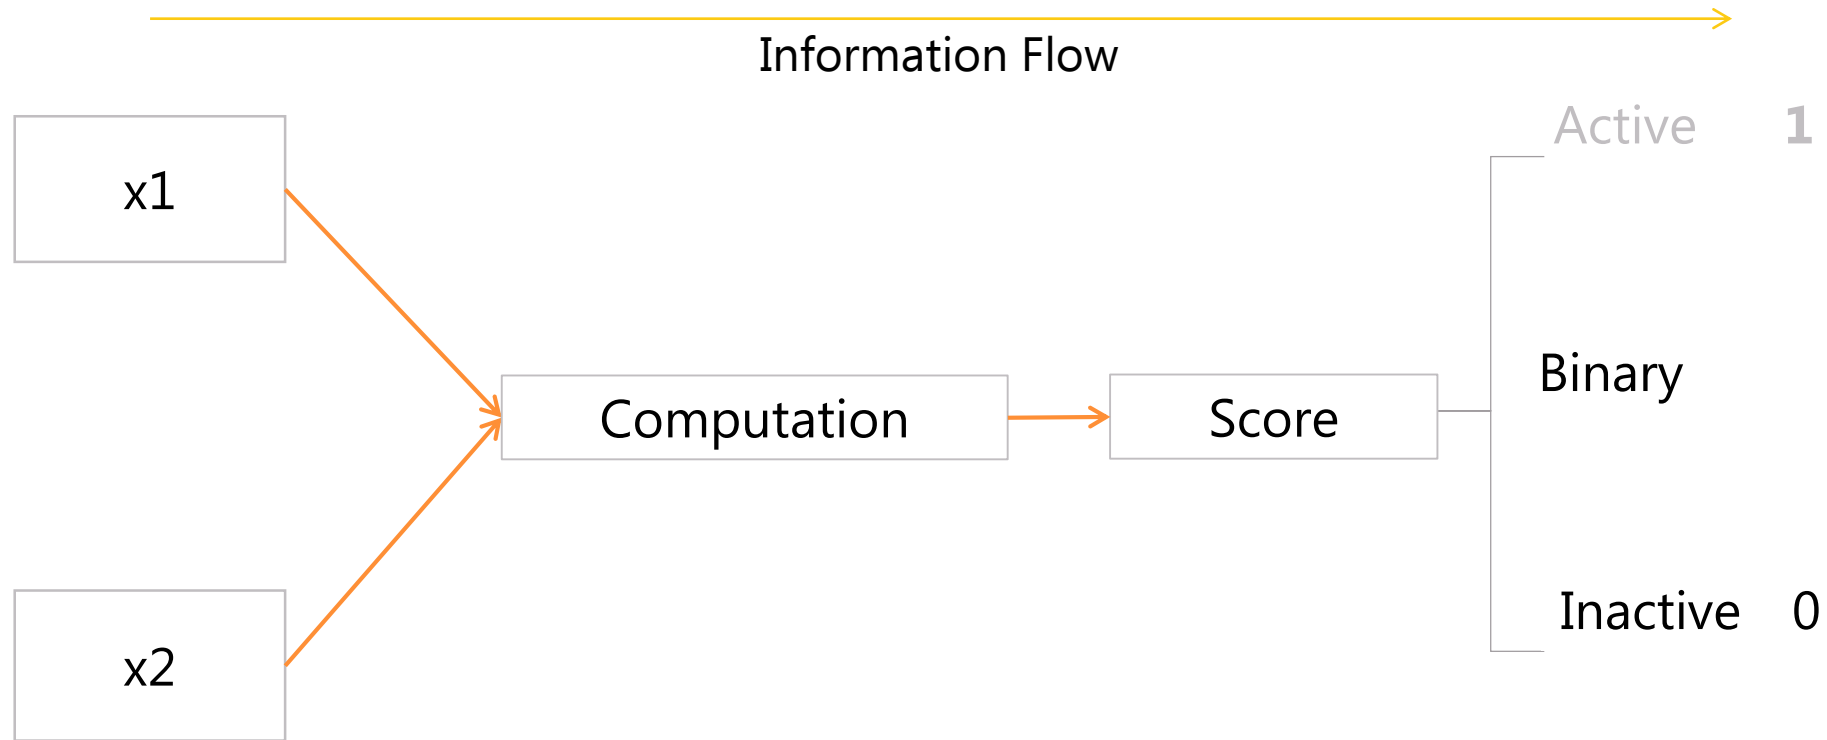 Information Flow
Active 1
x1
Binary
Computation
Score
Inactive 0
x2